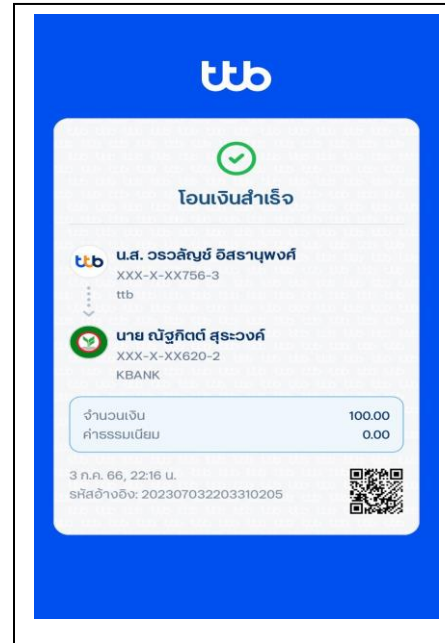 ttb
โอนเงินสำเร็จ
ttb น.ส. วรวลัญช์ อิสรานุพงศ์
XXX-X-XX756-3
ttb
นาย ณัฐกิตต์ สุระวงค์
XXX-X-XX620-2
KBANK
จำนวนเงิน 100.00
ค่าธรรมเนียม 0.00
3 ก.ค. 66, 22:16 น.
รหัสอ้างอิง: 202307032203310205